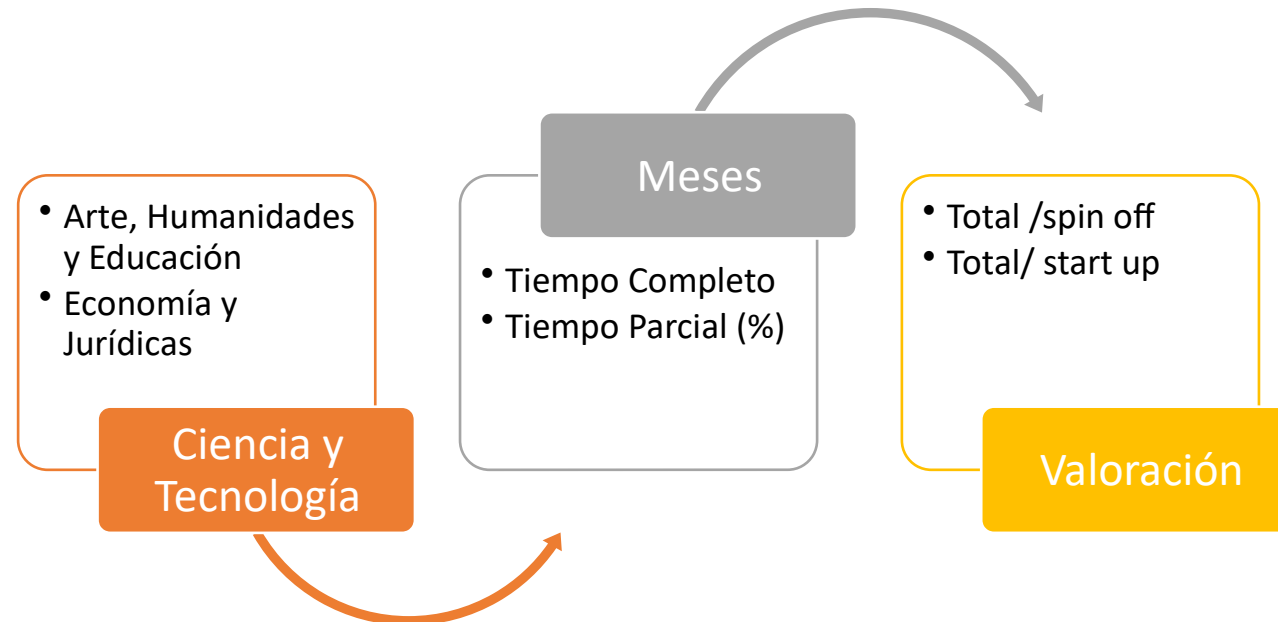 • Arte, Humanidades
y Educación
• Economía y
Jurídicas
Ciencia y
Tecnología
Meses
• Tiempo Completo
• Tiempo Parcial (%)
• Total /spin off
• Total/ start up
Valoración